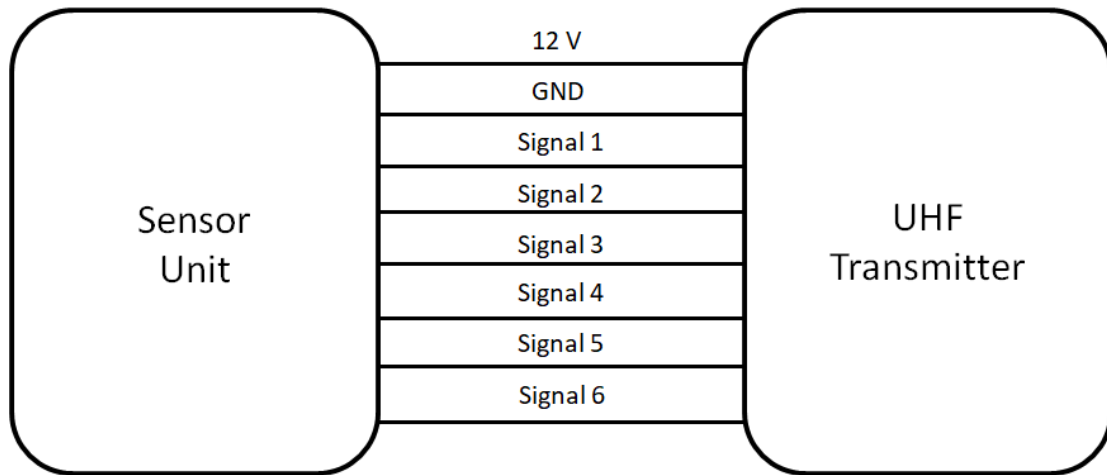 12 V
GND
Signal 1
Signal 2
Signal 3
Signal 4
Signal 5
Signal 6
Sensor
Unit
UHF
Transmitter